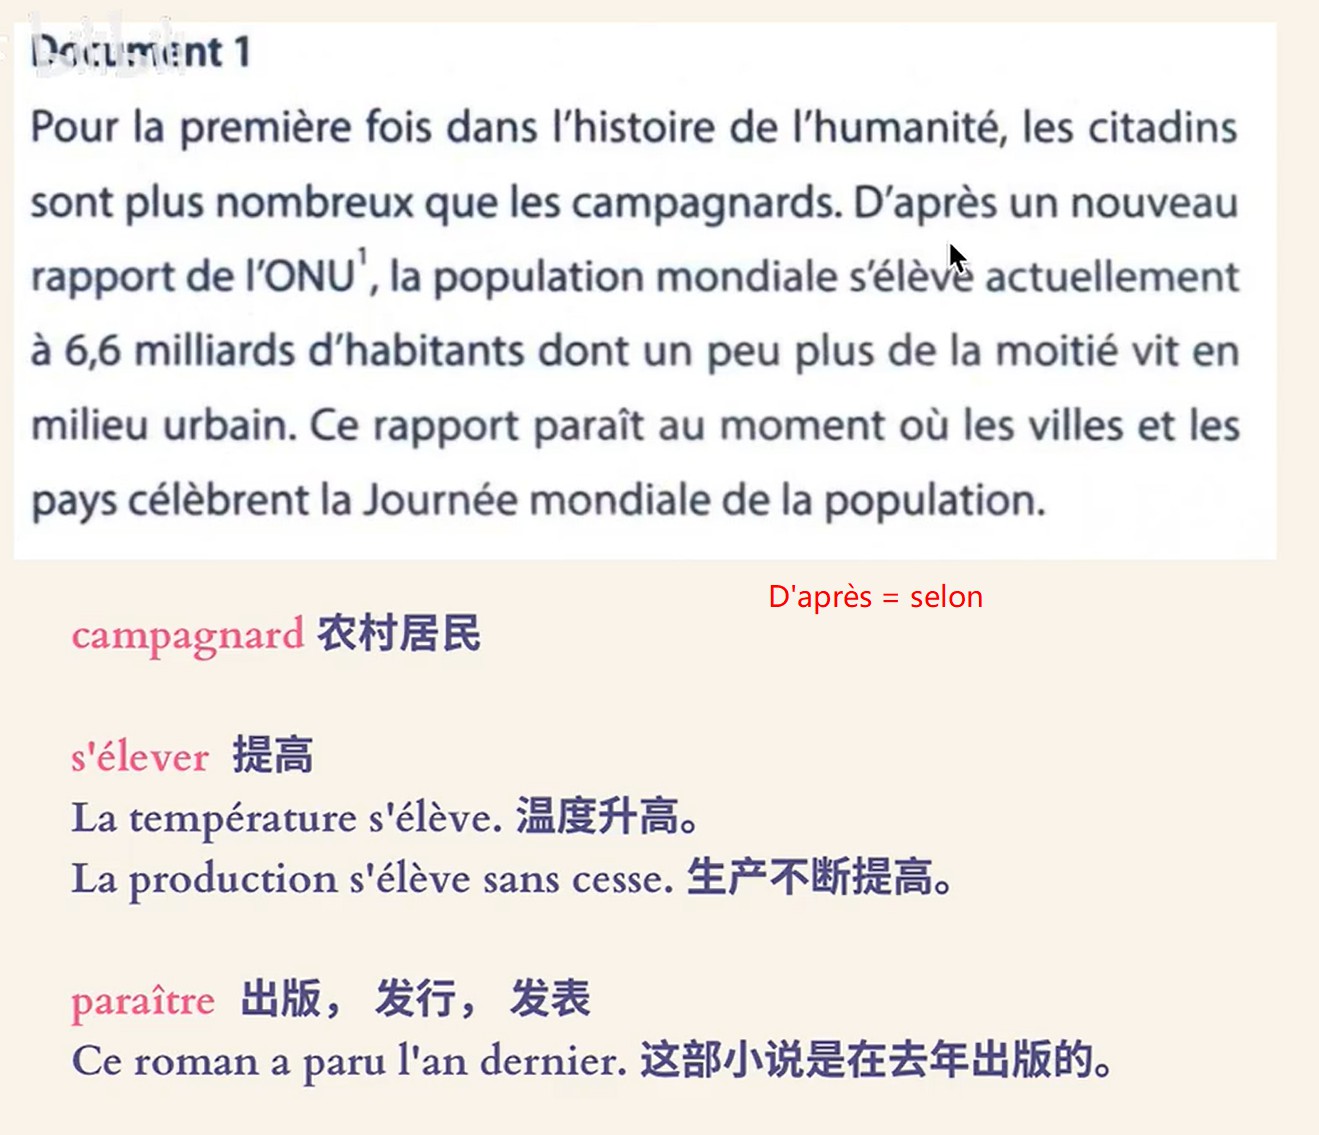 Document 1
Pour la première fois dans l'histoire de l'humanité, les citadins
sont plus nombreux que les campagnards. D'après un nouveau
rapport de l'ONU¹, la population mondiale s'élève actuellement
à 6,6 milliards d'habitants dont un peu plus de la moitié vit en
milieu urbain. Ce rapport paraît au moment où les villes et les
pays célèbrent la Journée mondiale de la population.
D'après = selon
campagnard 农村居民
s'élever 提高
La température s'élève. 温度升高。
La production s'élève sans cesse. 生产不断提高。
paraître 出版， 发行， 发表
Ce roman a paru l'an dernier. 这部小说是在去年出版的。